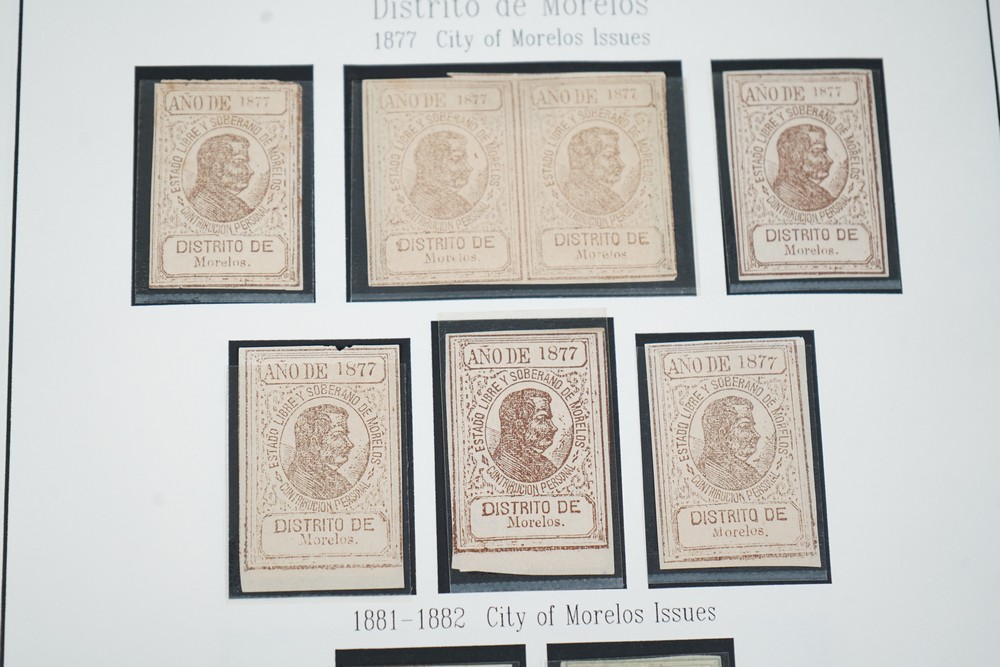 Distrito de Morelos
1877 City of Morelos Issues
AÑO DE 1877
ESTADO LIBRE Y SOBERANO DE MORELOS
CONTRIBUCION PERSONAL
DISTRITO DE
Morelos.
AÑO DE 1877
ESTADO LIBRE Y SOBERANO DE MORELOS
CONTRIBUCION PERSONAL
DISTRITO DE
Morelos.
AÑO DE 1877
ESTADO LIBRE Y SOBERANO DE MORELOS
CONTRIBUCION PERSONAL
DISTRITO DE
Morelos
AÑO DE 1877
ESTADO LIBRE Y SOBERANO DE MORELOS
CONTRIBUCION PERSONAL
DISTRITO DE
Morelos.
AÑO DE 1877
ESTADO LIBRE Y SOBERANO DE MORELOS
CONTRIBUCION PERSONAL
DISTRITO DE
Morelos.
AÑO DE 1877
ESTADO LIBRE Y SOBERANO DE MORELOS
CONTRIBUCION PERSONAL
DISTRITO DE
Morelos.
AÑO DE 1877
ESTADO LIBRE Y SOBERANO DE MORELOS
CONTRIBUCION PERSONAL
DISTRITO DE
Morelos.
1881-1882 City of Morelos Issues